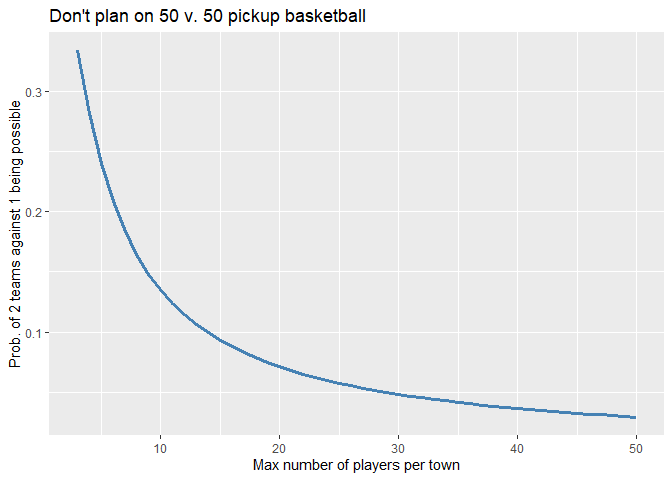 Don't plan on 50 v. 50 pickup basketball
Prob. of 2 teams against 1 being possible
0.3
0.2
0.1
10 20 30 40 50
Max number of players per town